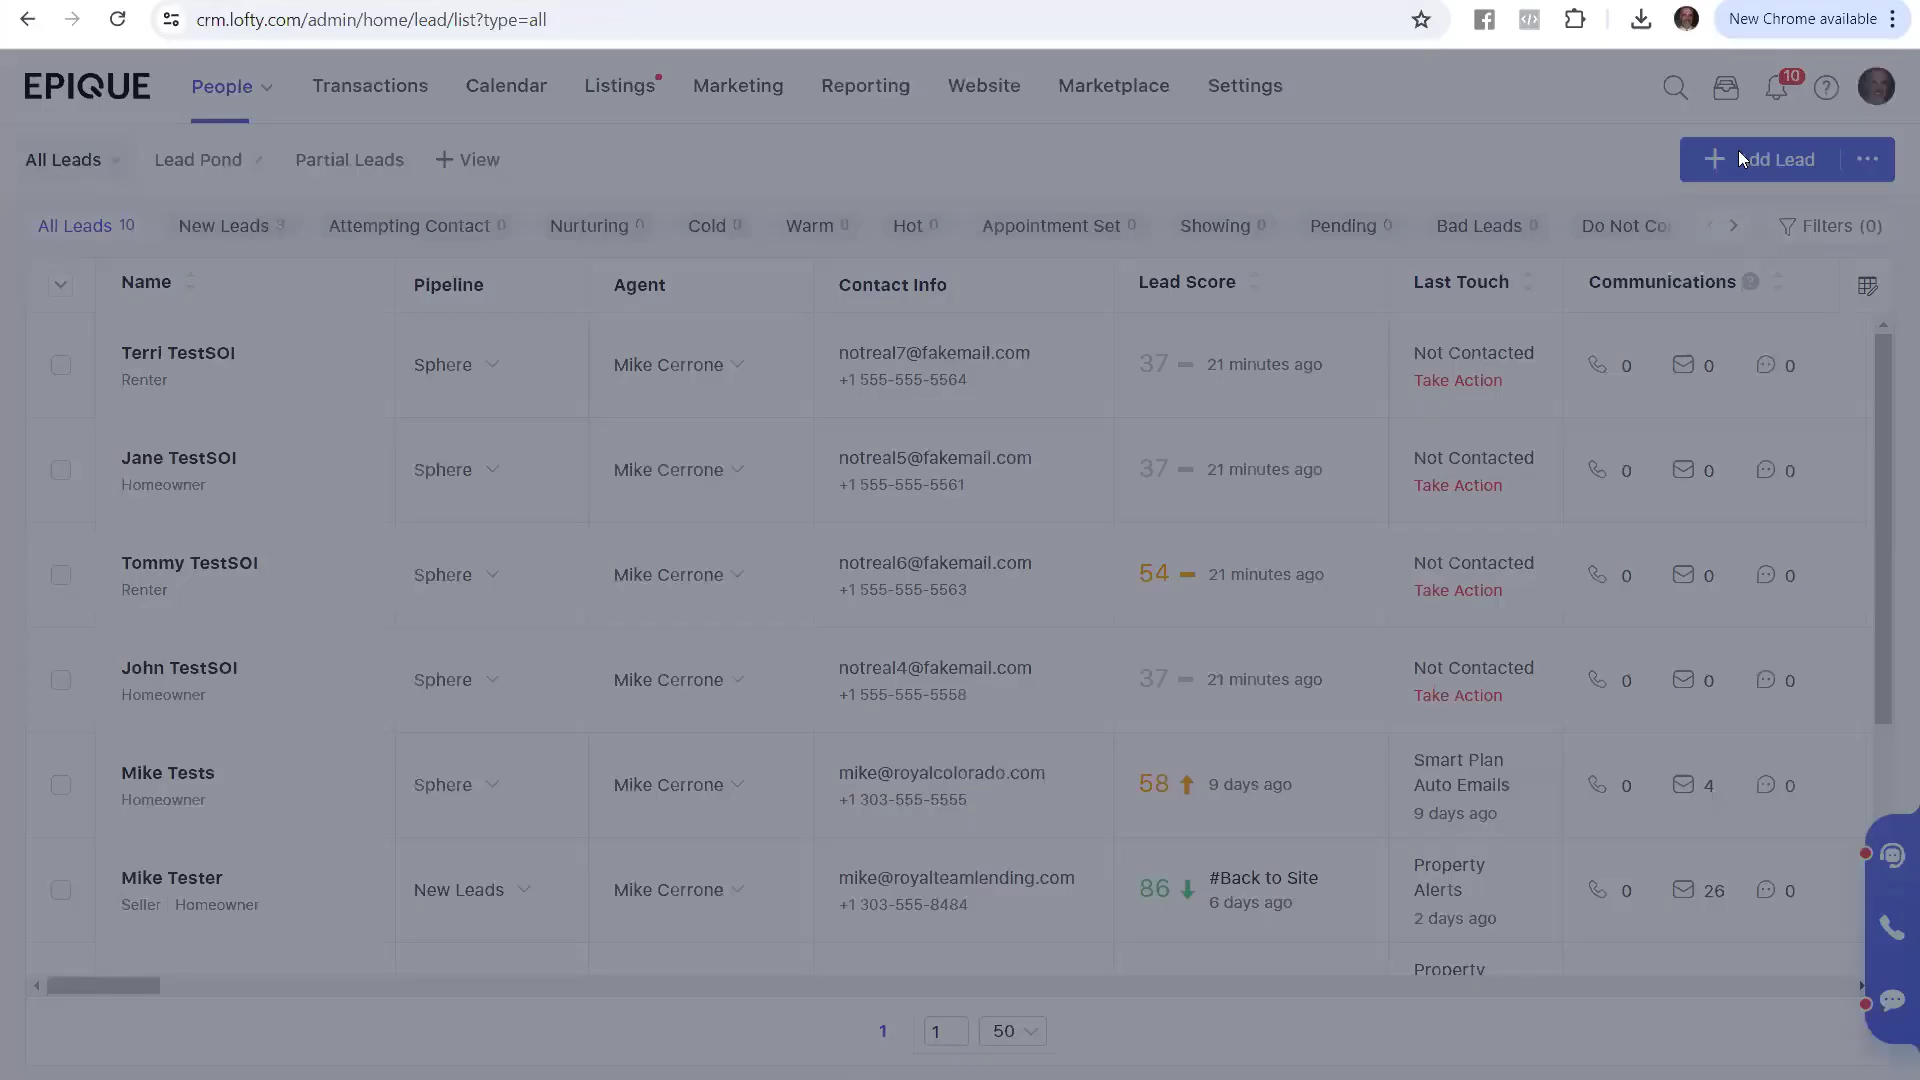 crm.lofty.com/admin/home/lead/list?type=all
New Chrome available
EPIQUE
People
Transactions
Calendar
Listings
Marketing
Reporting
Website
Marketplace
Settings
10
All Leads
Lead Pond
Partial Leads
+ View
dd Lead
All Leads 10
New Leads 3
Attempting Contact 0
Nurturing 0
Cold 0
Warm 0
Hot 0
Appointment Set 0
Showing 0
Pending 0
Bad Leads 0
Do Not Co
Filters (0)
Name
Pipeline
Agent
Contact Info
Lead Score
Last Touch
Communications
Terri TestSOI
Renter
Sphere
Mike Cerrone
notreal7@fakemail.com
+1 555-555-5564
37
21 minutes ago
Not Contacted
Take Action
0
0
0
Jane TestSOI
Homeowner
Sphere
Mike Cerrone
notreal5@fakemail.com
+1 555-555-5561
37
21 minutes ago
Not Contacted
Take Action
0
0
0
Tommy TestSOI
Renter
Sphere
Mike Cerrone
notreal6@fakemail.com
+1 555-555-5563
54
21 minutes ago
Not Contacted
Take Action
0
0
0
John TestSOI
Homeowner
Sphere
Mike Cerrone
notreal4@fakemail.com
+1 555-555-5558
37
21 minutes ago
Not Contacted
Take Action
0
0
0
Mike Tests
Homeowner
Sphere
Mike Cerrone
mike@royalcolorado.com
+1 303-555-5555
58
9 days ago
Smart Plan
Auto Emails
9 days ago
0
4
0
Mike Tester
Seller Homeowner
New Leads
Mike Cerrone
mike@royalteamlending.com
+1 303-555-8484
86
#Back to Site
6 days ago
Property
Alerts
2 days ago
0
26
0
Property
1
1
50